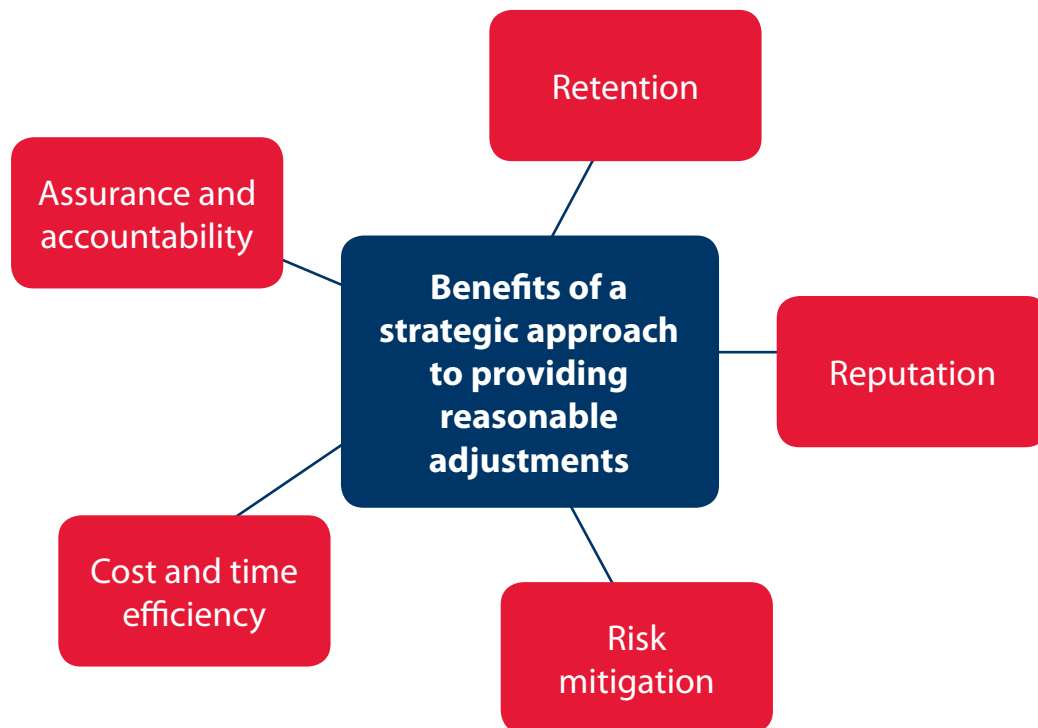 Retention
Assurance and
accountability
Benefits of a
strategic approach
to providing
reasonable
adjustments
Reputation
Cost and time
efficiency
Risk
mitigation